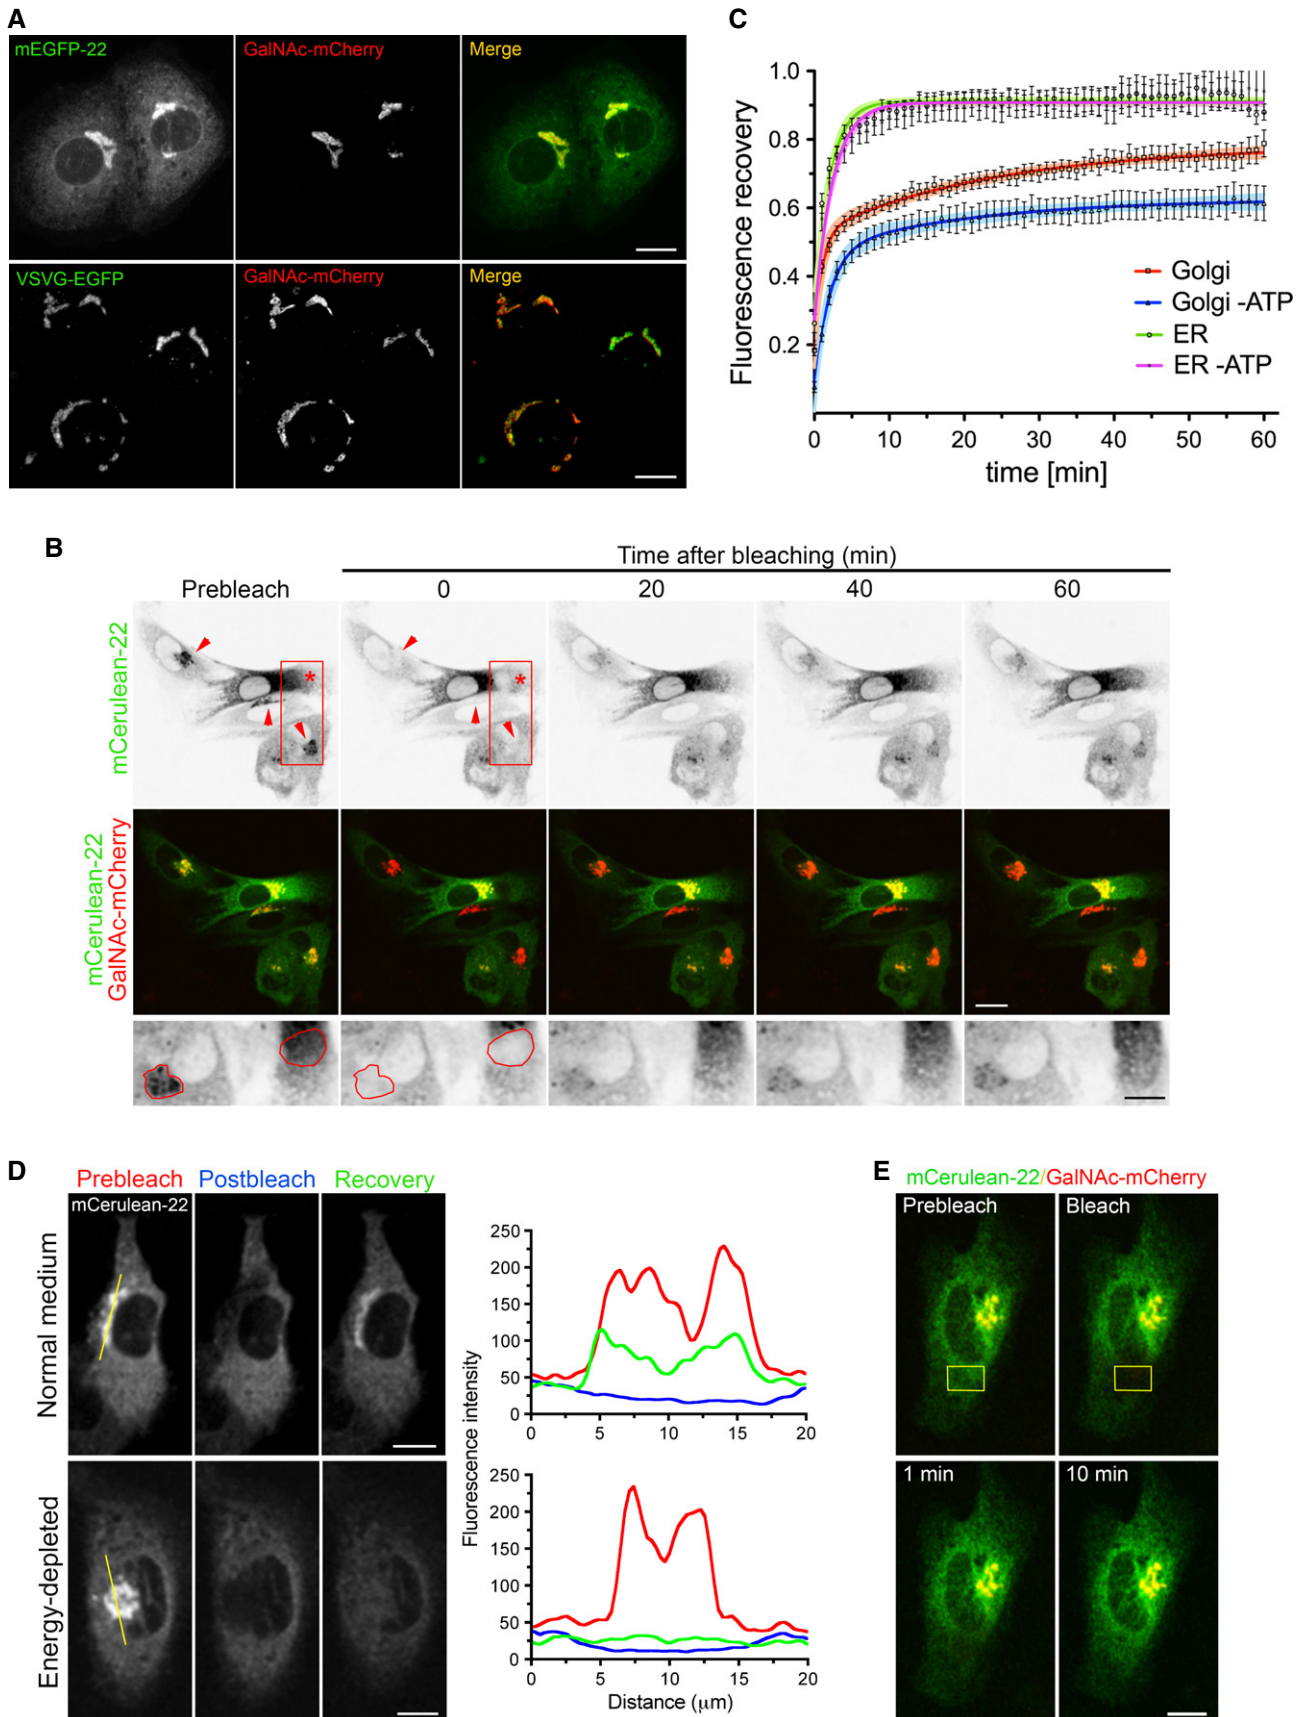 A
mEGFP-22
GalNAc-mCherry
Merge
VSVG-EGFP
GalNAc-mCherry
Merge
C
Fluorescence recovery
1.0
0.8
0.6
0.4
0.2
0
10
20
30
40
50
60
time [min]
Golgi
Golgi -ATP
ER
ER -ATP
B
Time after bleaching (min)
Prebleach
0
20
40
60
mCerulean-22
*
*
mCerulean-22
GalNAc-mCherry
D
Prebleach
Postbleach
Recovery
mCerulean-22
Normal medium
Energy-depleted
Fluorescence intensity
250
200
150
100
50
0
0
5
10
15
20
250
200
150
100
50
0
0
5
10
15
20
Distance (μm)
E
mCerulean-22/GalNAc-mCherry
Prebleach
Bleach
1 min
10 min